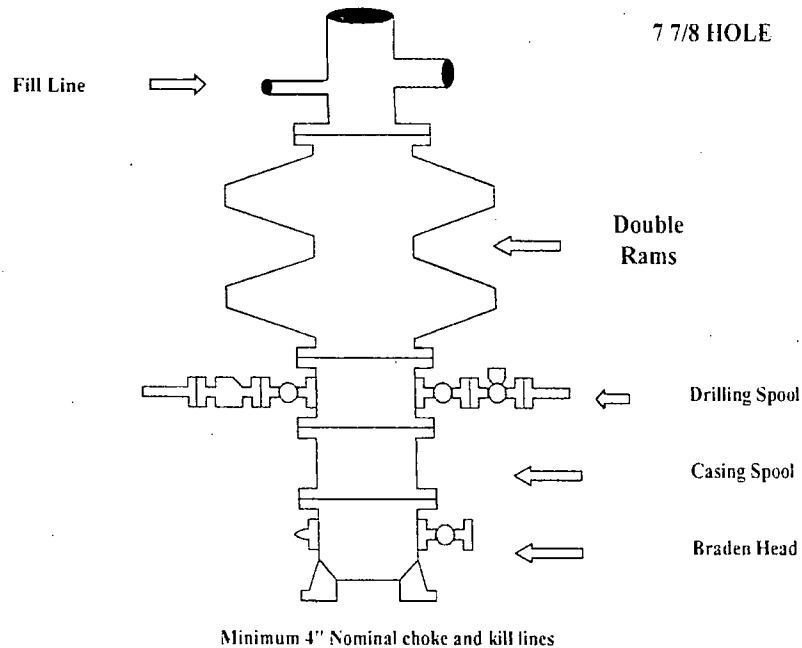 7 7/8 HOLE
Fill Line
Double
Rams
Drilling Spool
Casing Spool
Braden Head
Minimum 4" Nominal choke and kill lines